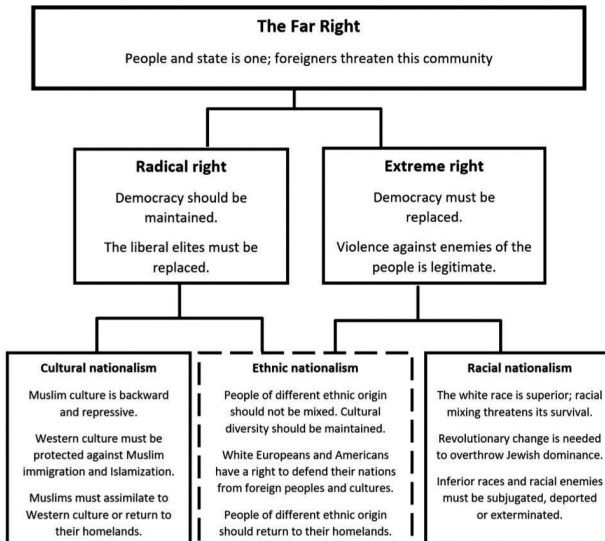 The Far Right
People and state is one; foreigners threaten this community
Radical right
Democracy should be
maintained.
The liberal elites must be
replaced.
Extreme right
Democracy must be
replaced.
Violence against enemies of the
people is legitimate.
Cultural nationalism
Muslim culture is backward
and repressive.
Western culture must be
protected against Muslim
immigration and Islamization.
Muslims must assimilate to
Western culture or return to
their homelands.
Ethnic nationalism
People of different ethnic origin
should not be mixed. Cultural
diversity should be maintained.
White Europeans and Americans
have a right to defend their nations
from foreign peoples and cultures.
People of different ethnic origin
should return to their homelands.
Racial nationalism
The white race is superior; racial
mixing threatens its survival.
Revolutionary change is needed
to overthrow Jewish dominance.
Inferior races and racial enemies
must be subjugated, deported
or exterminated.